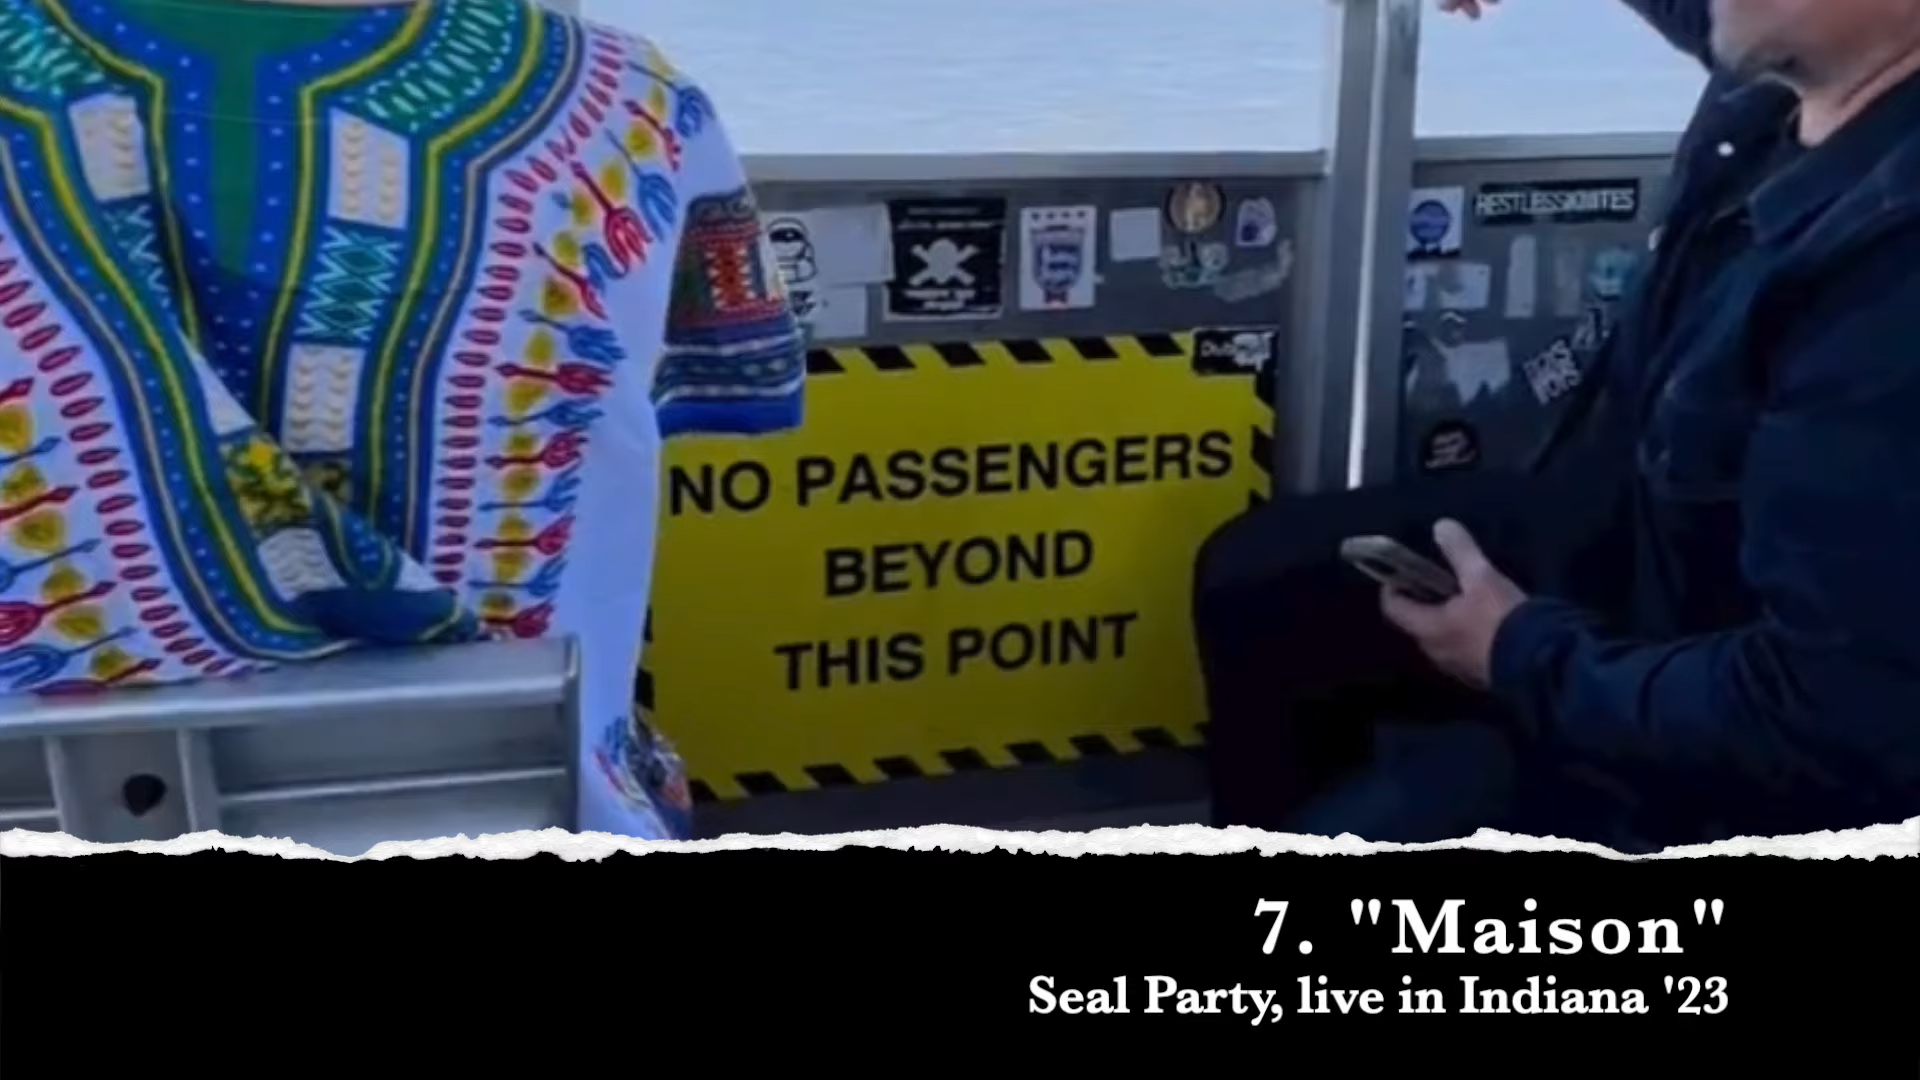 NO PASSENGERS
BEYOND
THIS POINT
7. "Maison"
Seal Party, live in Indiana '23